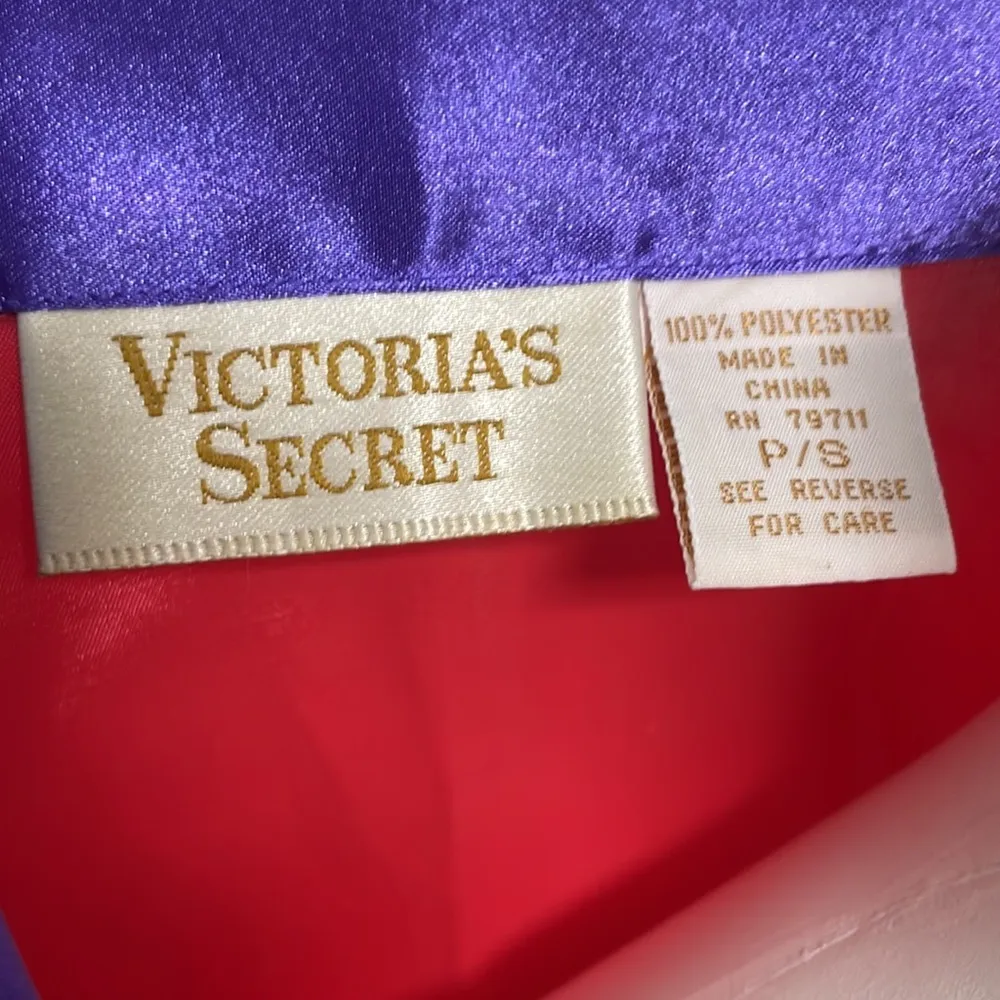 VICTORIA'S
SECRET
100% POLYESTER
MADE IN
CHINA
RN 79711
P/S
SEE REVERSE
FOR CARE